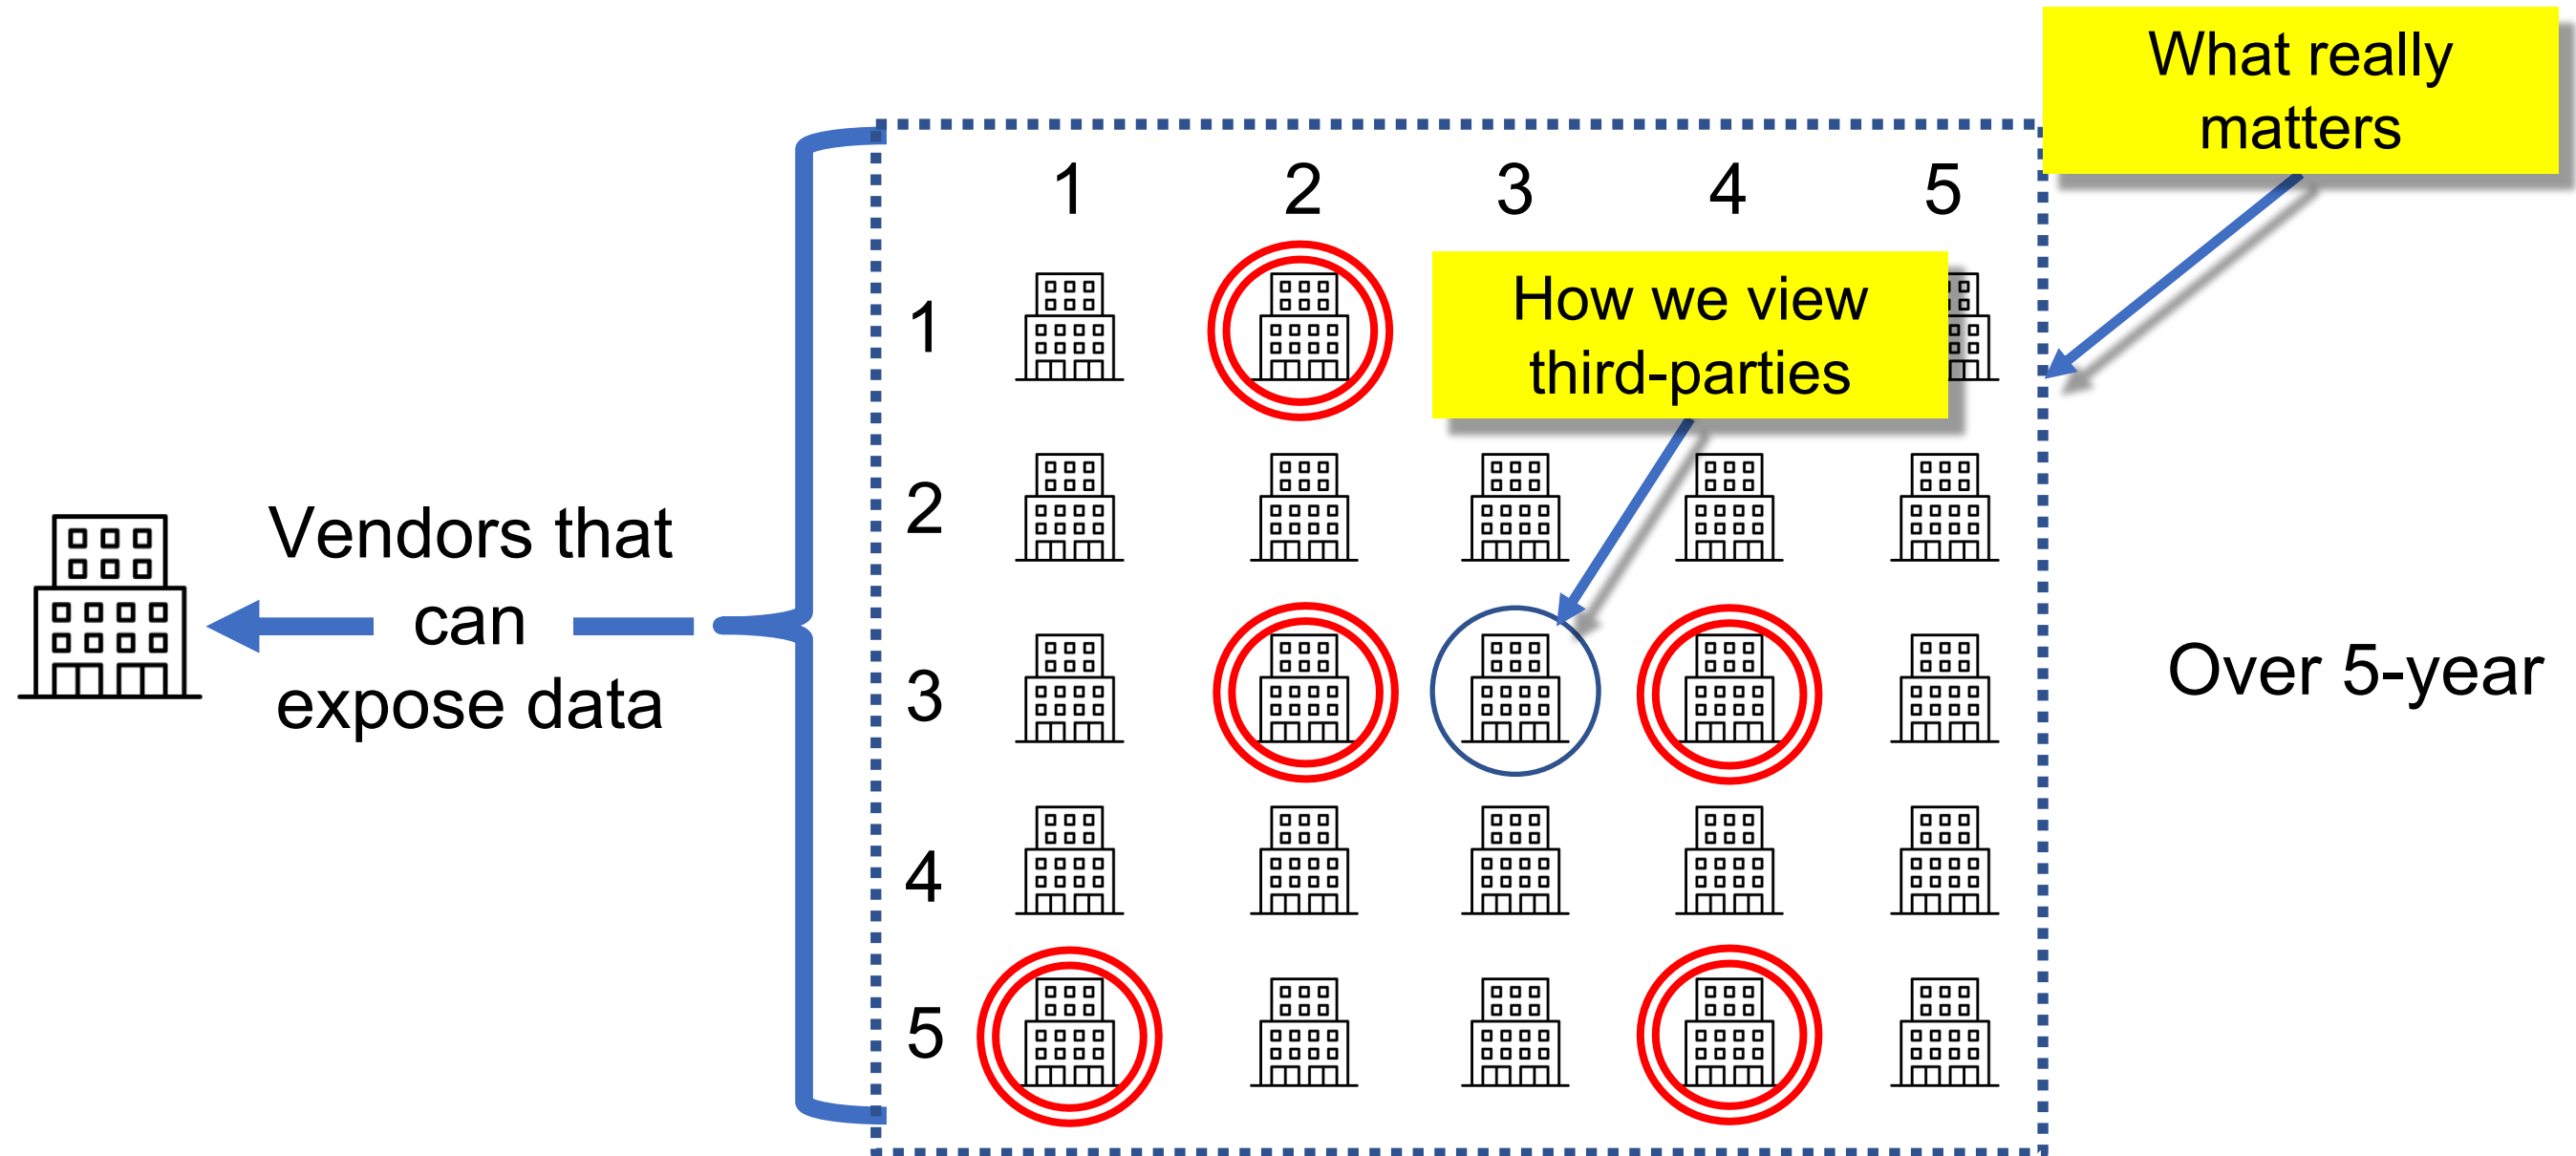 What really
matters
1 2 3 4 5
How we view
third-parties
1
2
Vendors that
can
expose data
3
Over 5-year
4
5